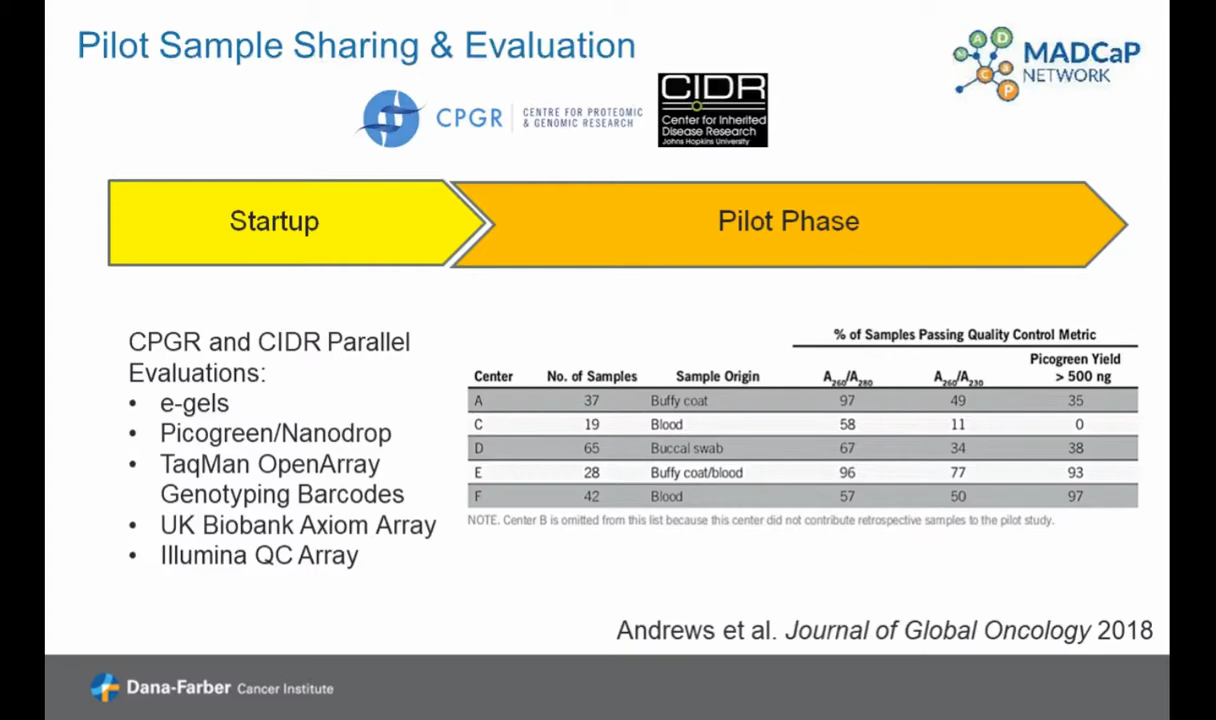 Pilot Sample Sharing & Evaluation
MADCaP
NETWORK
M
A
D
C
a
P
CPGR
CENTRE FOR PROTEOMIC
& GENOMIC RESEARCH
CIDR
Center for Inherited
Disease Research
Johns Hopkins University
Startup
Pilot Phase
CPGR and CIDR Parallel
Evaluations:
• e-gels
• Picogreen/Nanodrop
• TaqMan OpenArray
Genotyping Barcodes
• UK Biobank Axiom Array
• Illumina QC Array
% of Samples Passing Quality Control Metric
Picogreen Yield
Center No. of Samples Sample Origin A260/A280 A260/A230 > 500 ng
A 37 Buffy coat 97 49 35
C 19 Blood 58 11 0
D 65 Buccal swab 67 34 38
E 28 Buffy coat/blood 96 77 93
F 42 Blood 57 50 97
NOTE. Center B is omitted from this list because this center did not contribute retrospective samples to the pilot study.
Andrews et al. Journal of Global Oncology 2018
Dana-Farber Cancer Institute